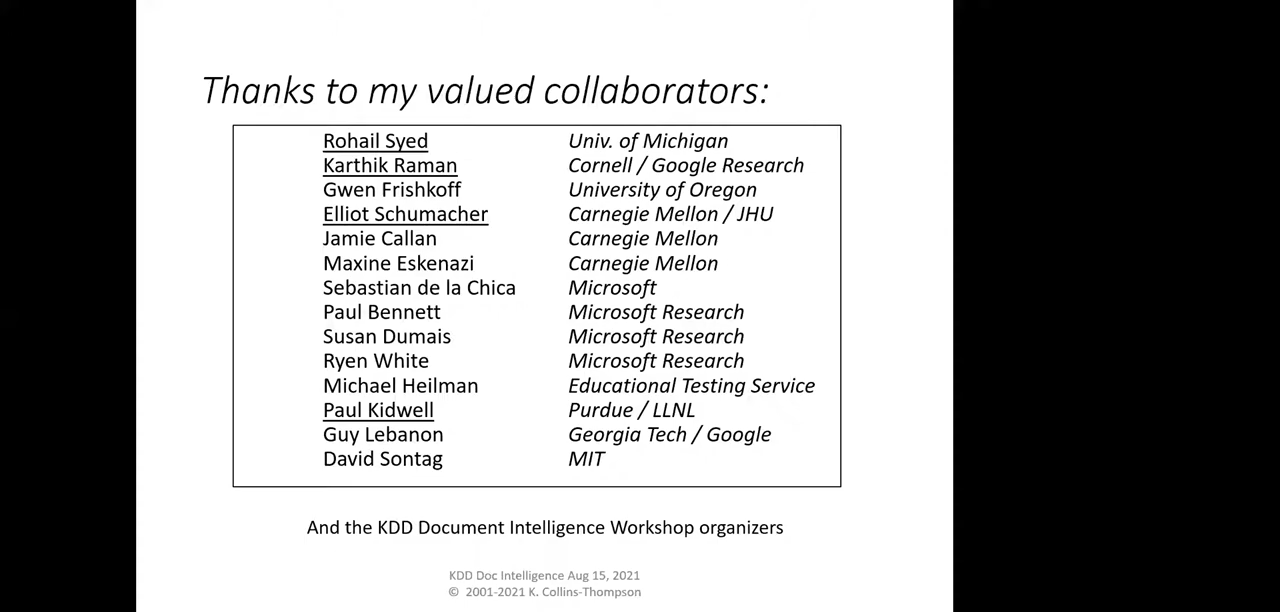 Thanks to my valued collaborators:
Rohail Syed Univ. of Michigan
Karthik Raman Cornell / Google Research
Gwen Frishkoff University of Oregon
Elliot Schumacher Carnegie Mellon / JHU
Jamie Callan Carnegie Mellon
Maxine Eskenazi Carnegie Mellon
Sebastian de la Chica Microsoft
Paul Bennett Microsoft Research
Susan Dumais Microsoft Research
Ryen White Microsoft Research
Michael Heilman Educational Testing Service
Paul Kidwell Purdue / LLNL
Guy Lebanon Georgia Tech / Google
David Sontag MIT
And the KDD Document Intelligence Workshop organizers
KDD Doc Intelligence Aug 15, 2021
© 2001-2021 K. Collins-Thompson